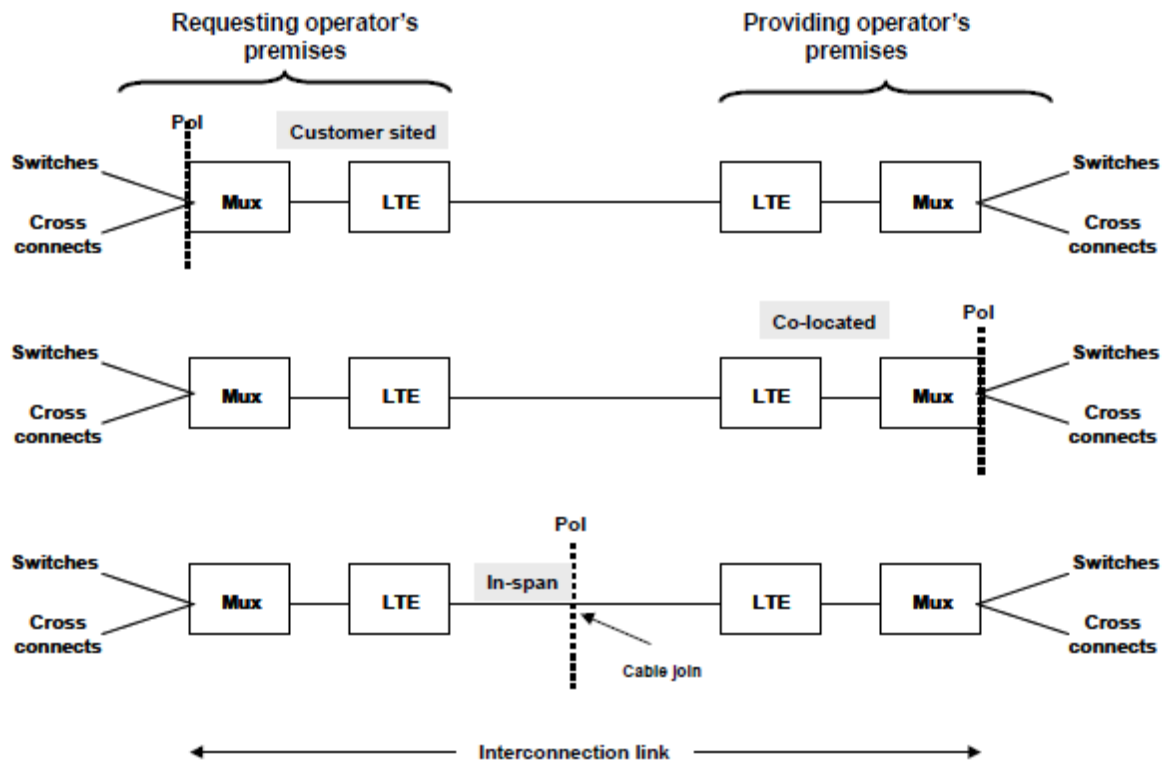 Requesting operator's
premises
Providing operator's
premises
PoI
Customer sited
Switches
Cross
connects
Mux
LTE
LTE
Mux
Switches
Cross
connects
Co-located
PoI
Switches
Cross
connects
Mux
LTE
LTE
Mux
Switches
Cross
connects
PoI
In-span
Switches
Cross
connects
Mux
LTE
LTE
Mux
Switches
Cross
connects
Cable join
Interconnection link